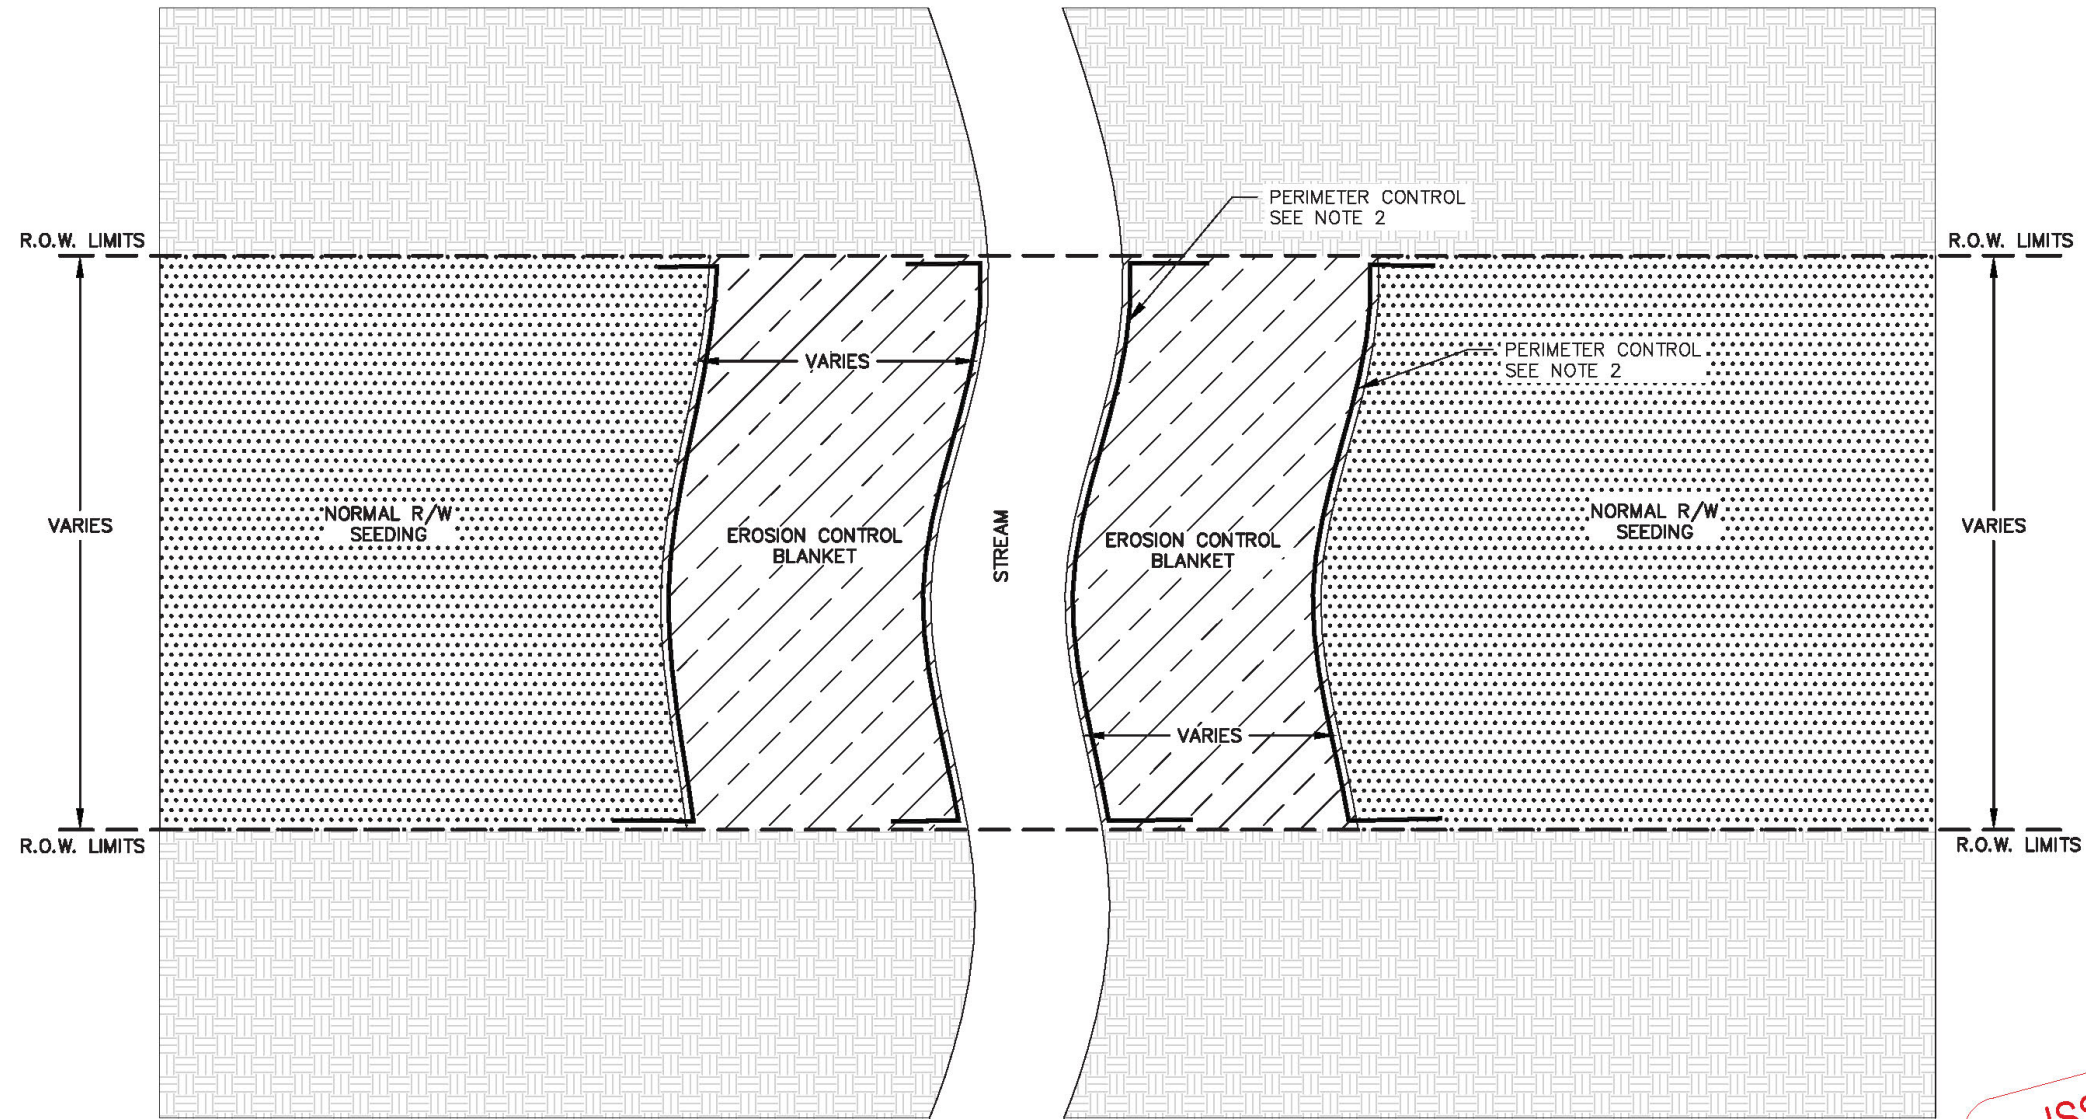 PERIMETER CONTROL
SEE NOTE 2
R.O.W. LIMITS
R.O.W. LIMITS
PERIMETER CONTROL
SEE NOTE 2
VARIES
NORMAL R/W
SEEDING
EROSION CONTROL
BLANKET
STREAM
EROSION CONTROL
BLANKET
NORMAL R/W
SEEDING
VARIES
VARIES
VARIES
R.O.W. LIMITS
R.O.W. LIMITS